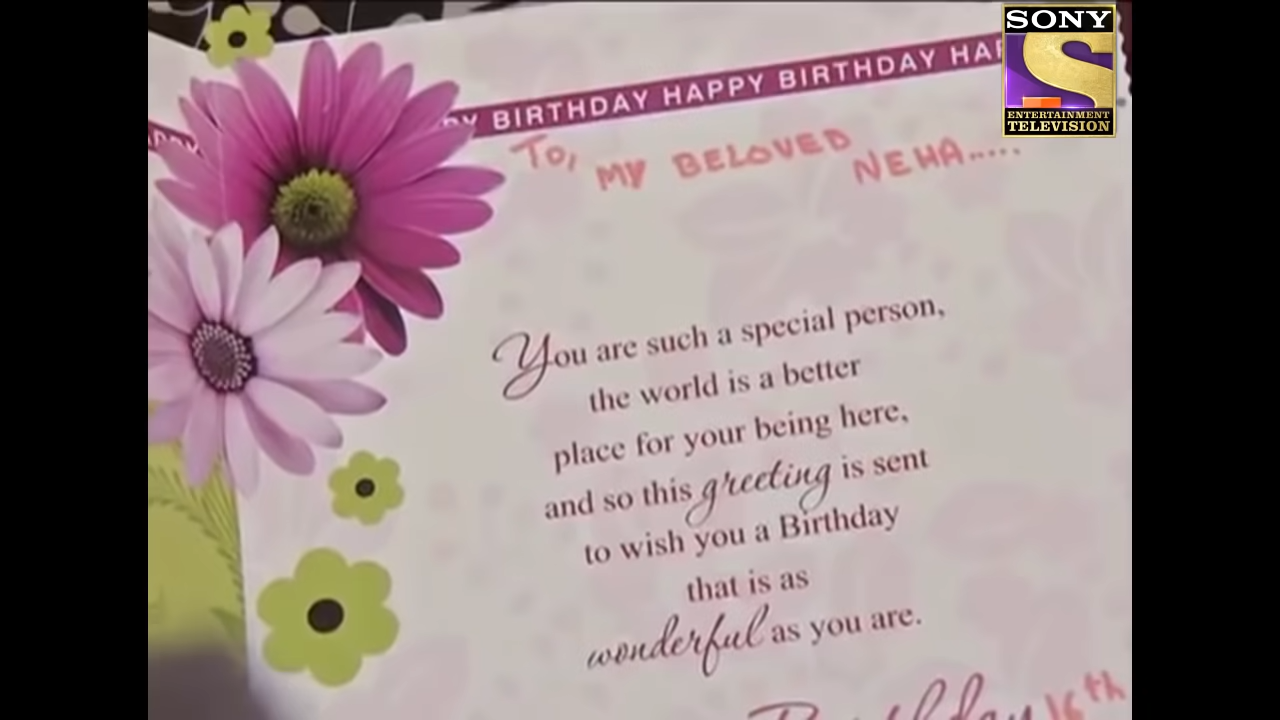 SONY
ENTERTAINMENT
TELEVISION
BIRTHDAY HAPPY BIRTHDAY
TO, MY BELOVED NEHA.....
You are such a special person,
the world is a better
place for your being here,
and so this greeting is sent
to wish you a Birthday
that is as
wonderful as you are.
16th